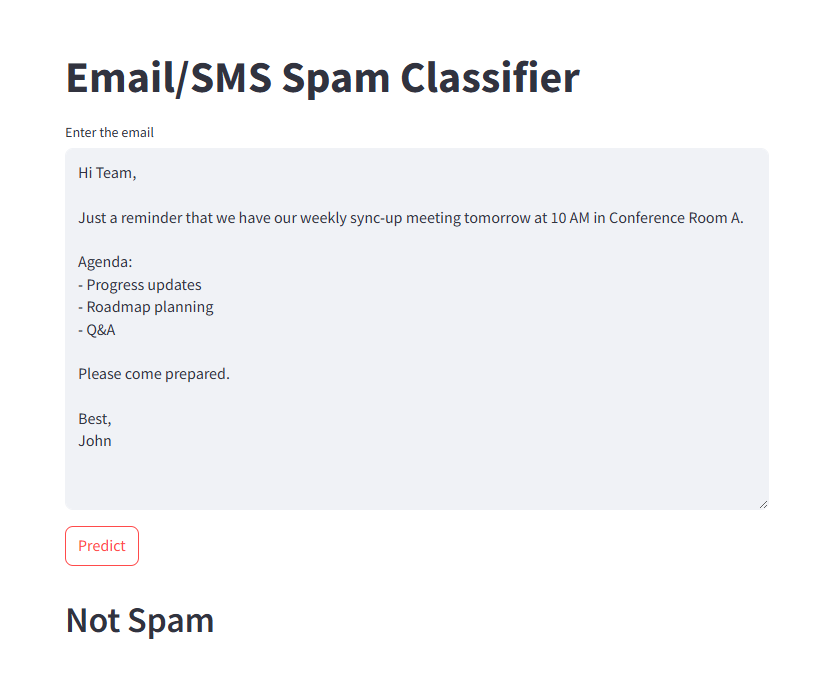 Email/SMS Spam Classifier
Enter the email
Hi Team,
Just a reminder that we have our weekly sync-up meeting tomorrow at 10 AM in Conference Room A.
Agenda:
- Progress updates
- Roadmap planning
- Q&A
Please come prepared.
Best,
John
Predict
Not Spam